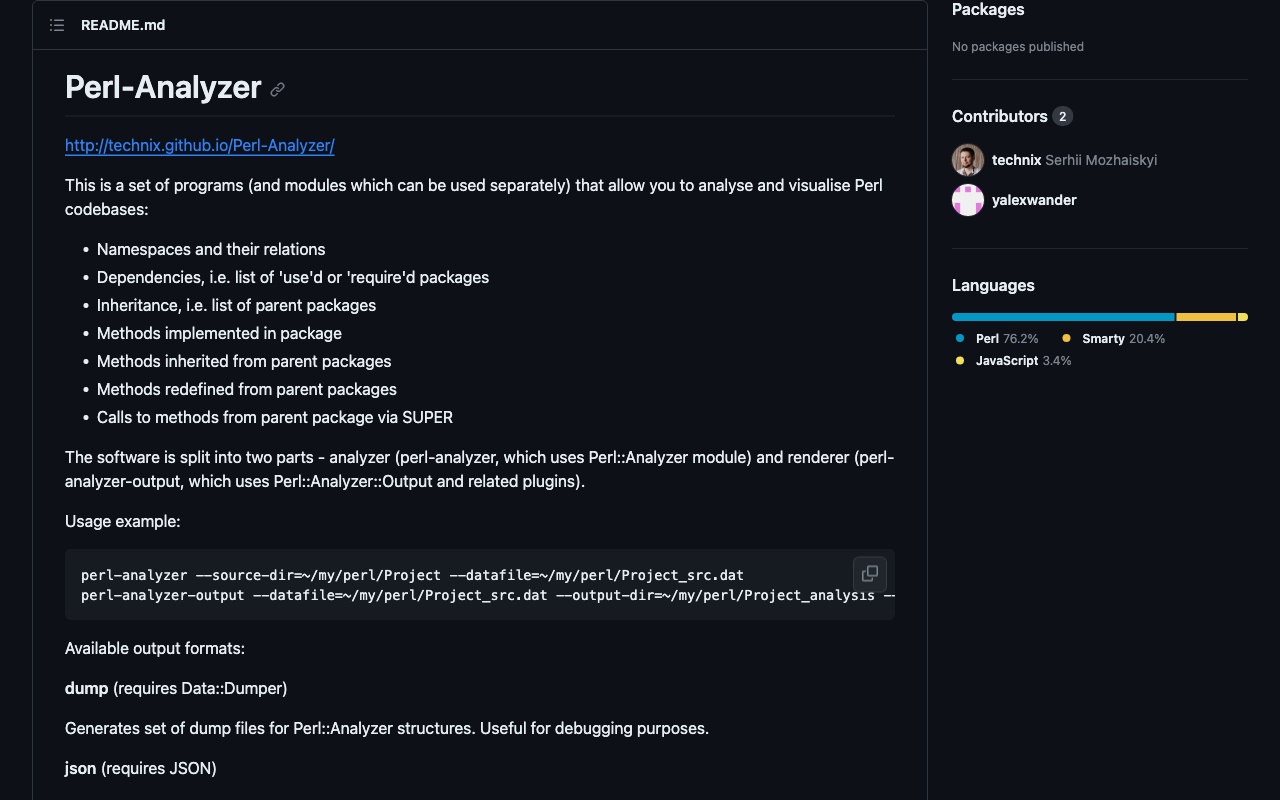 README.md
Perl-Analyzer
http://technix.github.io/Perl-Analyzer/
This is a set of programs (and modules which can be used separately) that allow you to analyse and visualise Perl
codebases:
• Namespaces and their relations
• Dependencies, i.e. list of 'use'd or 'require'd packages
• Inheritance, i.e. list of parent packages
• Methods implemented in package
• Methods inherited from parent packages
• Methods redefined from parent packages
• Calls to methods from parent package via SUPER
The software is split into two parts - analyzer (perl-analyzer, which uses Perl::Analyzer module) and renderer (perl-
analyzer-output, which uses Perl::Analyzer::Output and related plugins).
Usage example:
perl-analyzer --source-dir=~/my/perl/Project --datafile=~/my/perl/Project_src.dat
perl-analyzer-output --datafile=~/my/perl/Project_src.dat --output-dir=~/my/perl/Project_analysis --
Available output formats:
dump (requires Data::Dumper)
Generates set of dump files for Perl::Analyzer structures. Useful for debugging purposes.
json (requires JSON)
Packages
No packages published
Contributors 2
technix Serhii Mozhaiskyi
yalexwander
Languages
Perl 76.2% Smarty 20.4%
JavaScript 3.4%